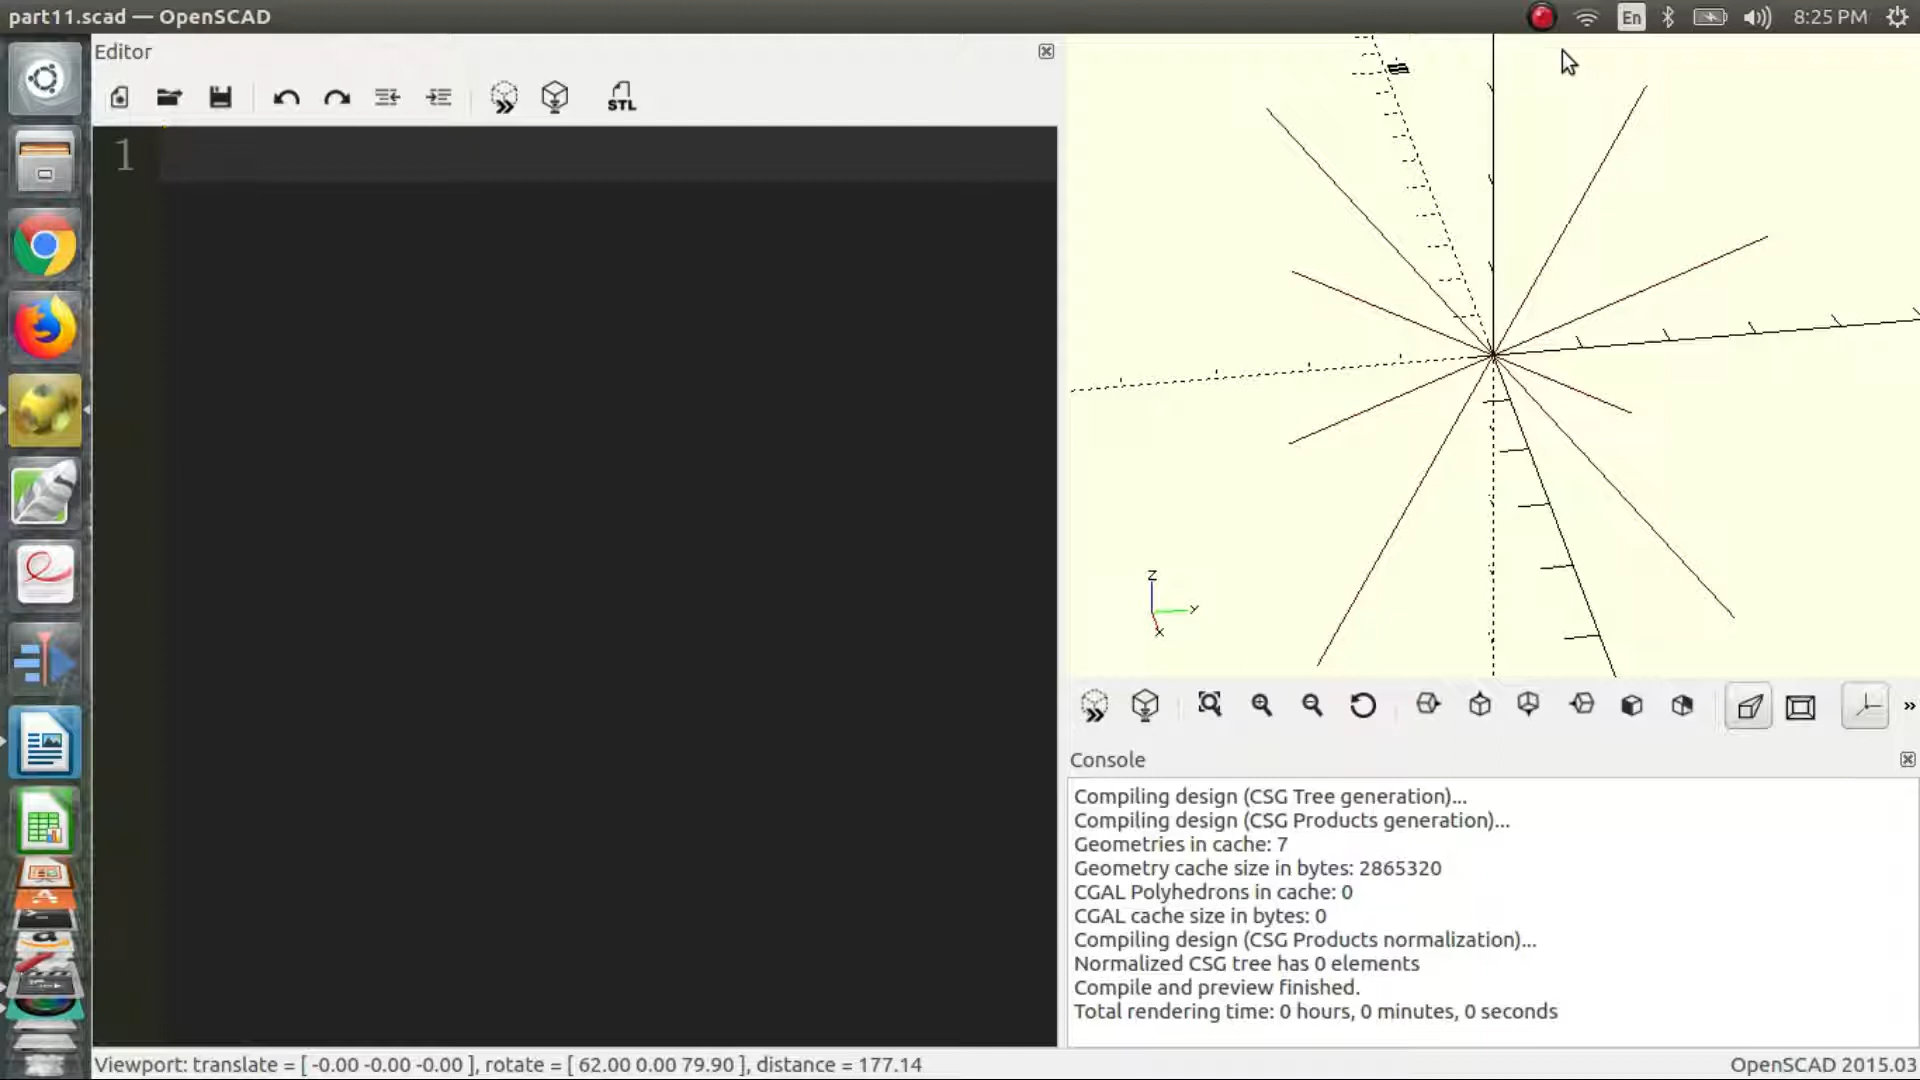 part11.scad — OpenSCAD
En
8:25 PM
Editor
STL
1
Z
Y
X
Console
Compiling design (CSG Tree generation)...
Compiling design (CSG Products generation)...
Geometries in cache: 7
Geometry cache size in bytes: 2865320
CGAL Polyhedrons in cache: 0
CGAL cache size in bytes: 0
Compiling design (CSG Products normalization)...
Normalized CSG tree has 0 elements
Compile and preview finished.
Total rendering time: 0 hours, 0 minutes, 0 seconds
Viewport: translate = [ -0.00 -0.00 -0.00 ], rotate = [ 62.00 0.00 79.90 ], distance = 177.14
OpenSCAD 2015.03